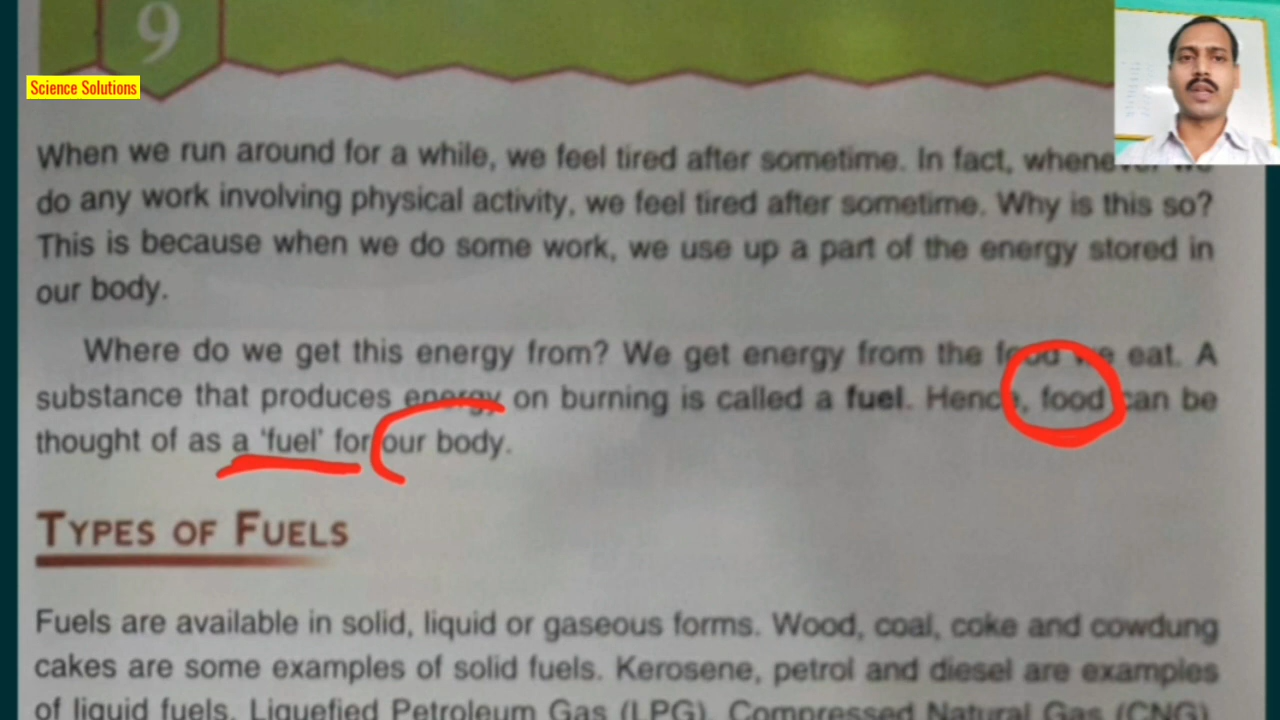 9
Science Solutions
When we run around for a while, we feel tired after sometime. In fact, whenever we
do any work involving physical activity, we feel tired after sometime. Why is this so?
This is because when we do some work, we use up a part of the energy stored in
our body.
Where do we get this energy from? We get energy from the food we eat. A
substance that produces energy on burning is called a fuel. Hence, food can be
thought of as a 'fuel' for our body.
TYPES OF FUELS
Fuels are available in solid, liquid or gaseous forms. Wood, coal, coke and cowdung
cakes are some examples of solid fuels. Kerosene, petrol and diesel are examples
of liquid fuels. Liquefied Petroleum Gas (LPG), Compressed Natural Gas (CNG),